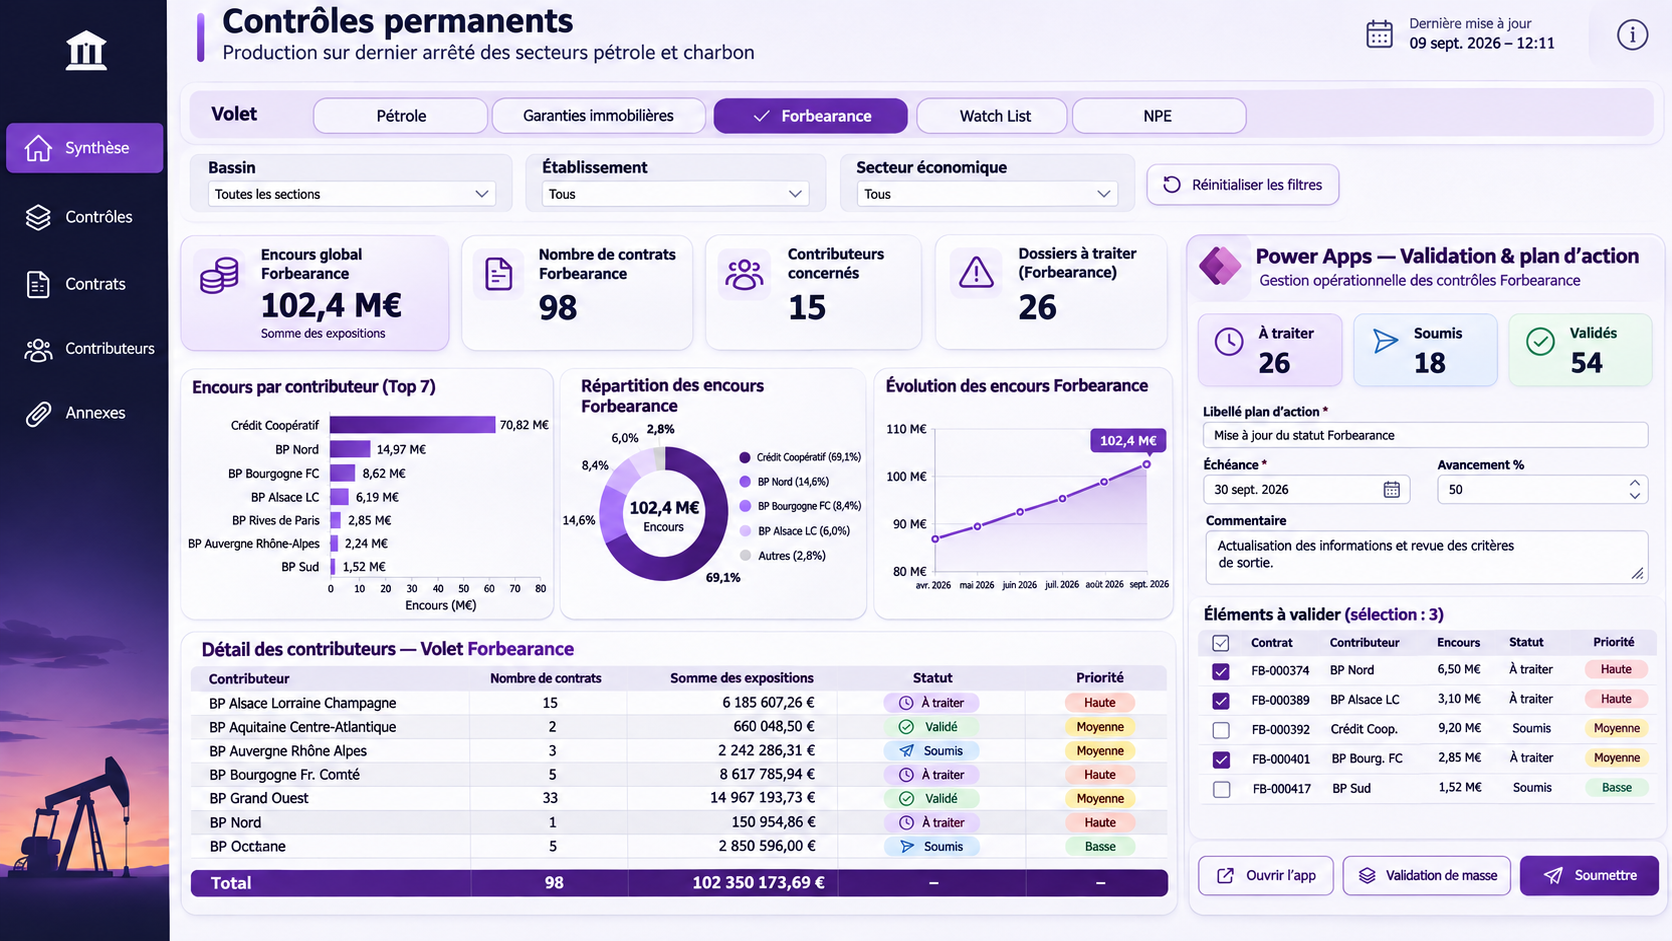 Contrôles permanents
Production sur dernier arrêté des secteurs pétrole et charbon
Dernière mise à jour
09 sept. 2026 – 12:11
Synthèse
Contrôles
Contrats
Contributeurs
Annexes
Volet
Pétrole
Garanties immobilières
Forbearance
Watch List
NPE
Bassin
Toutes les sections
Établissement
Tous
Secteur économique
Tous
Réinitialiser les filtres
Encours global
Forbearance
102,4 M€
Somme des expositions
Nombre de contrats
Forbearance
98
Contributeurs
concernés
15
Dossiers à traiter
(Forbearance)
26
Encours par contributeur (Top 7)
Crédit Coopératif 70,82 M€
BP Nord 14,97 M€
BP Bourgogne FC 8,62 M€
BP Alsace LC 6,19 M€
BP Rives de Paris 2,85 M€
BP Auvergne Rhône-Alpes 2,24 M€
BP Sud 1,52 M€
0 10 20 30 40 50 60 70 80
Encours (M€)
Répartition des encours
Forbearance
2,8%
6,0%
8,4%
14,6%
69,1%
102,4 M€
Encours
Crédit Coopératif (69,1%)
BP Nord (14,6%)
BP Bourgogne FC (8,4%)
BP Alsace LC (6,0%)
Autres (2,8%)
Évolution des encours Forbearance
110 M€
100 M€
90 M€
80 M€
102,4 M€
avr. 2026 mai 2026 juin 2026 juil. 2026 août 2026 sept. 2026
Détail des contributeurs — Volet Forbearance
Contributeur Nombre de contrats Somme des expositions Statut Priorité
BP Alsace Lorraine Champagne 15 6 185 607,26 € À traiter Haute
BP Aquitaine Centre-Atlantique 2 660 048,50 € Validé Moyenne
BP Auvergne Rhône Alpes 3 2 242 286,31 € Soumis Moyenne
BP Bourgogne Fr. Comté 5 8 617 785,94 € À traiter Haute
BP Grand Ouest 33 14 967 193,73 € Validé Moyenne
BP Nord 1 150 954,86 € À traiter Haute
BP 5 2 850 596,00 € Soumis Basse
Total 98 102 350 173,69 € – –
Power Apps — Validation & plan d’action
Gestion opérationnelle des contrôles Forbearance
À traiter
26
Soumis
18
Validés
54
Libellé plan d’action *
Mise à jour du statut Forbearance
Échéance *
30 sept. 2026
Avancement %
50
Commentaire
Actualisation des informations et revue des critères
de sortie.
Éléments à valider (sélection : 3)
Contrat Contributeur Encours Statut Priorité
FB-000374 BP Nord 6,50 M€ À traiter Haute
FB-000389 BP Alsace LC 3,10 M€ À traiter Haute
FB-000392 Crédit Coop. 9,20 M€ Soumis Moyenne
FB-000401 BP Bourg. FC 2,85 M€ À traiter Moyenne
FB-000417 BP Sud 1,52 M€ Soumis Basse
Ouvrir l’app
Validation de masse
Soumettre